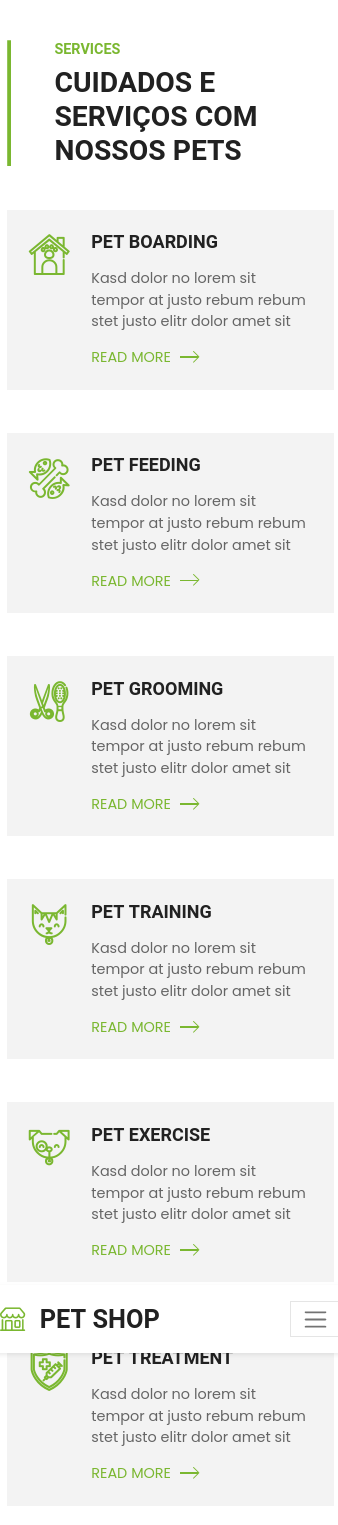 SERVICES
CUIDADOS E
SERVIÇOS COM
NOSSOS PETS
PET BOARDING
Kasd dolor no lorem sit
tempor at justo rebum rebum
stet justo elitr dolor amet sit
READ MORE
PET FEEDING
Kasd dolor no lorem sit
tempor at justo rebum rebum
stet justo elitr dolor amet sit
READ MORE
PET GROOMING
Kasd dolor no lorem sit
tempor at justo rebum rebum
stet justo elitr dolor amet sit
READ MORE
PET TRAINING
Kasd dolor no lorem sit
tempor at justo rebum rebum
stet justo elitr dolor amet sit
READ MORE
PET EXERCISE
Kasd dolor no lorem sit
tempor at justo rebum rebum
stet justo elitr dolor amet sit
READ MORE
PET SHOP
PET TREATMENT
Kasd dolor no lorem sit
tempor at justo rebum rebum
stet justo elitr dolor amet sit
READ MORE